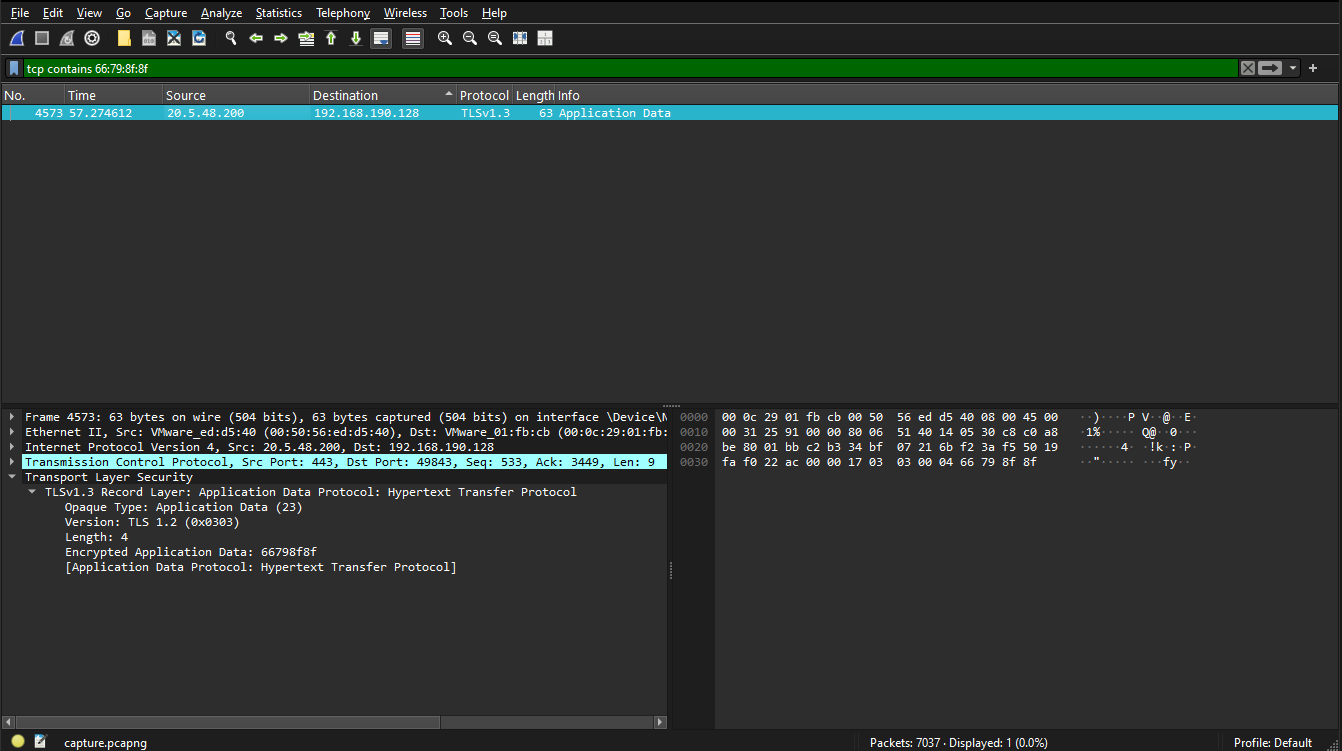 File Edit View Go Capture Analyze Statistics Telephony Wireless Tools Help
tcp contains 66:79:8f:8f
No. Time Source Destination Protocol Length Info
4573 57.274612 20.5.48.200 192.168.190.128 TLSv1.3 63 Application Data
Frame 4573: 63 bytes on wire (504 bits), 63 bytes captured (504 bits) on interface \Device\N
Ethernet II, Src: VMware_ed:d5:40 (00:50:56:ed:d5:40), Dst: VMware_01:fb:cb (00:0c:29:01:fb:
Internet Protocol Version 4, Src: 20.5.48.200, Dst: 192.168.190.128
Transmission Control Protocol, Src Port: 443, Dst Port: 49843, Seq: 533, Ack: 3449, Len: 9
Transport Layer Security
TLSv1.3 Record Layer: Application Data Protocol: Hypertext Transfer Protocol
Opaque Type: Application Data (23)
Version: TLS 1.2 (0x0303)
Length: 4
Encrypted Application Data: 66798f8f
[Application Data Protocol: Hypertext Transfer Protocol]
0000 00 0c 29 01 fb cb 00 50 56 ed d5 40 08 00 45 00 ··)····P V··@··E·
0010 00 31 25 91 00 00 80 06 51 40 14 05 30 c8 c0 a8 ·1%····· Q@··0···
0020 be 80 01 bb c2 b3 34 bf 07 21 6b f2 3a f5 50 19 ······4· ·!k·:·P·
0030 fa f0 22 ac 00 00 17 03 03 00 04 66 79 8f 8f ··"····· ···fy··
capture.pcapng
Packets: 7037 · Displayed: 1 (0.0%)
Profile: Default